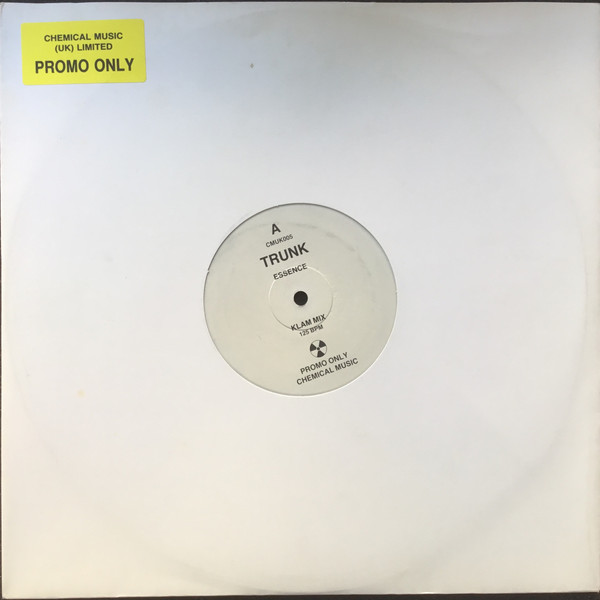 CHEMICAL MUSIC
(UK) LIMITED
PROMO ONLY
A
CMUK005
TRUNK
ESSENCE
KLAM MIX
125 BPM
PROMO ONLY
CHEMICAL MUSIC